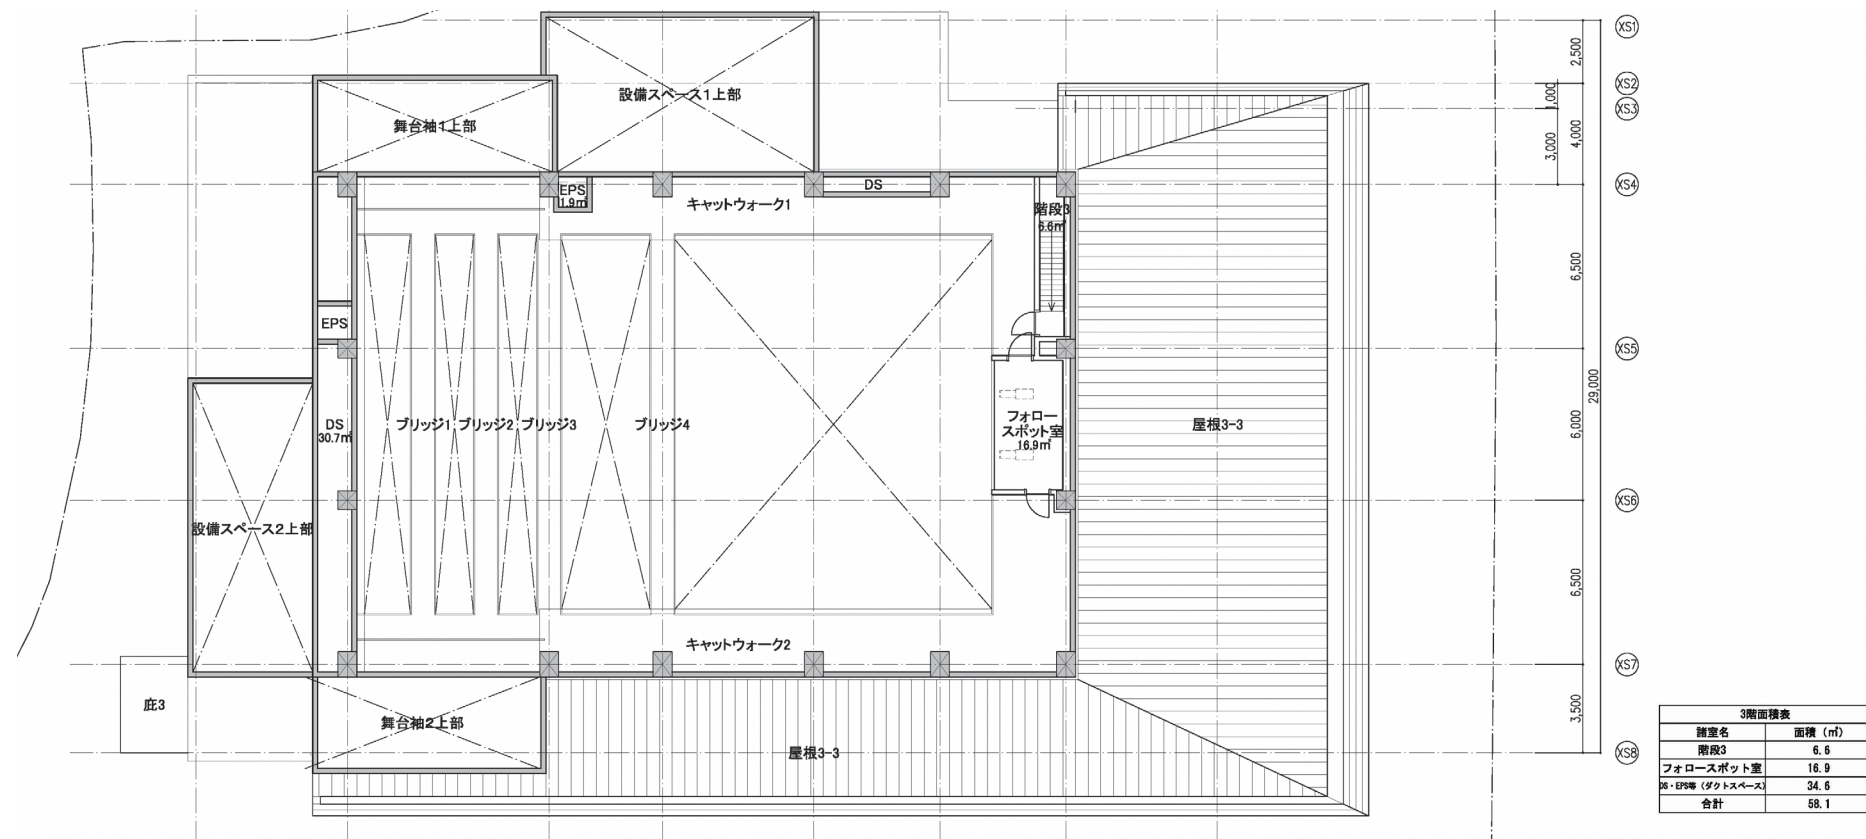 XS1
2,500
XS2
1,000
XS3
4,000
3,000
XS4
設備スペース1上部
舞台袖1上部
EPS
1.9㎡
DS
キャットウォーク1
階段3
6.6㎡
6,500
EPS
XS5
29,000
DS
30.7㎡
ブリッジ1
ブリッジ2
ブリッジ3
ブリッジ4
フォロー
スポット室
16.9㎡
屋根3-3
6,000
XS6
設備スペース2上部
6,500
キャットウォーク2
XS7
庇3
舞台袖2上部
3,500
屋根3-3
XS8
3階面積表
諸室名 面積（㎡）
階段3 6.6
フォロースポット室 16.9
DS・EPS等（ダクトスペース） 34.6
合計 58.1